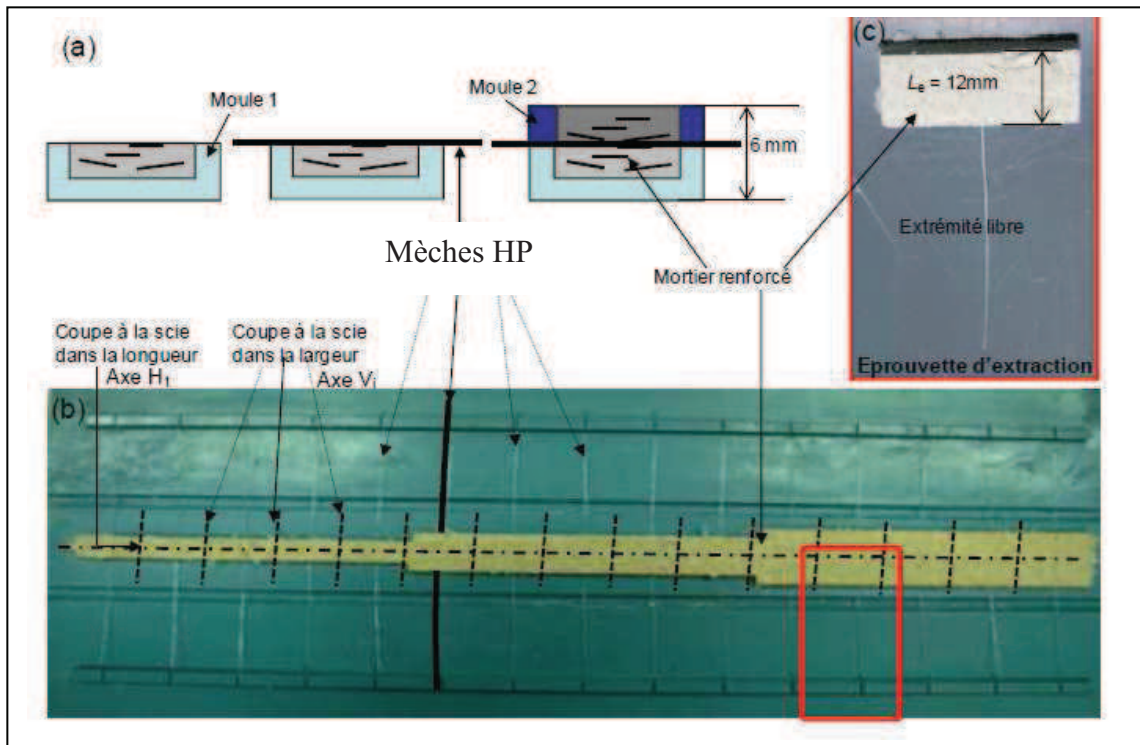 (a)
Moule 1
Moule 2
6 mm
Mèches HP
Mortier renforcé
(c)
Le = 12mm
Extrémité libre
Eprouvette d'extraction
Coupe à la scie
dans la longueur
Axe H1
Coupe à la scie
dans la largeur
Axe Vi
(b)